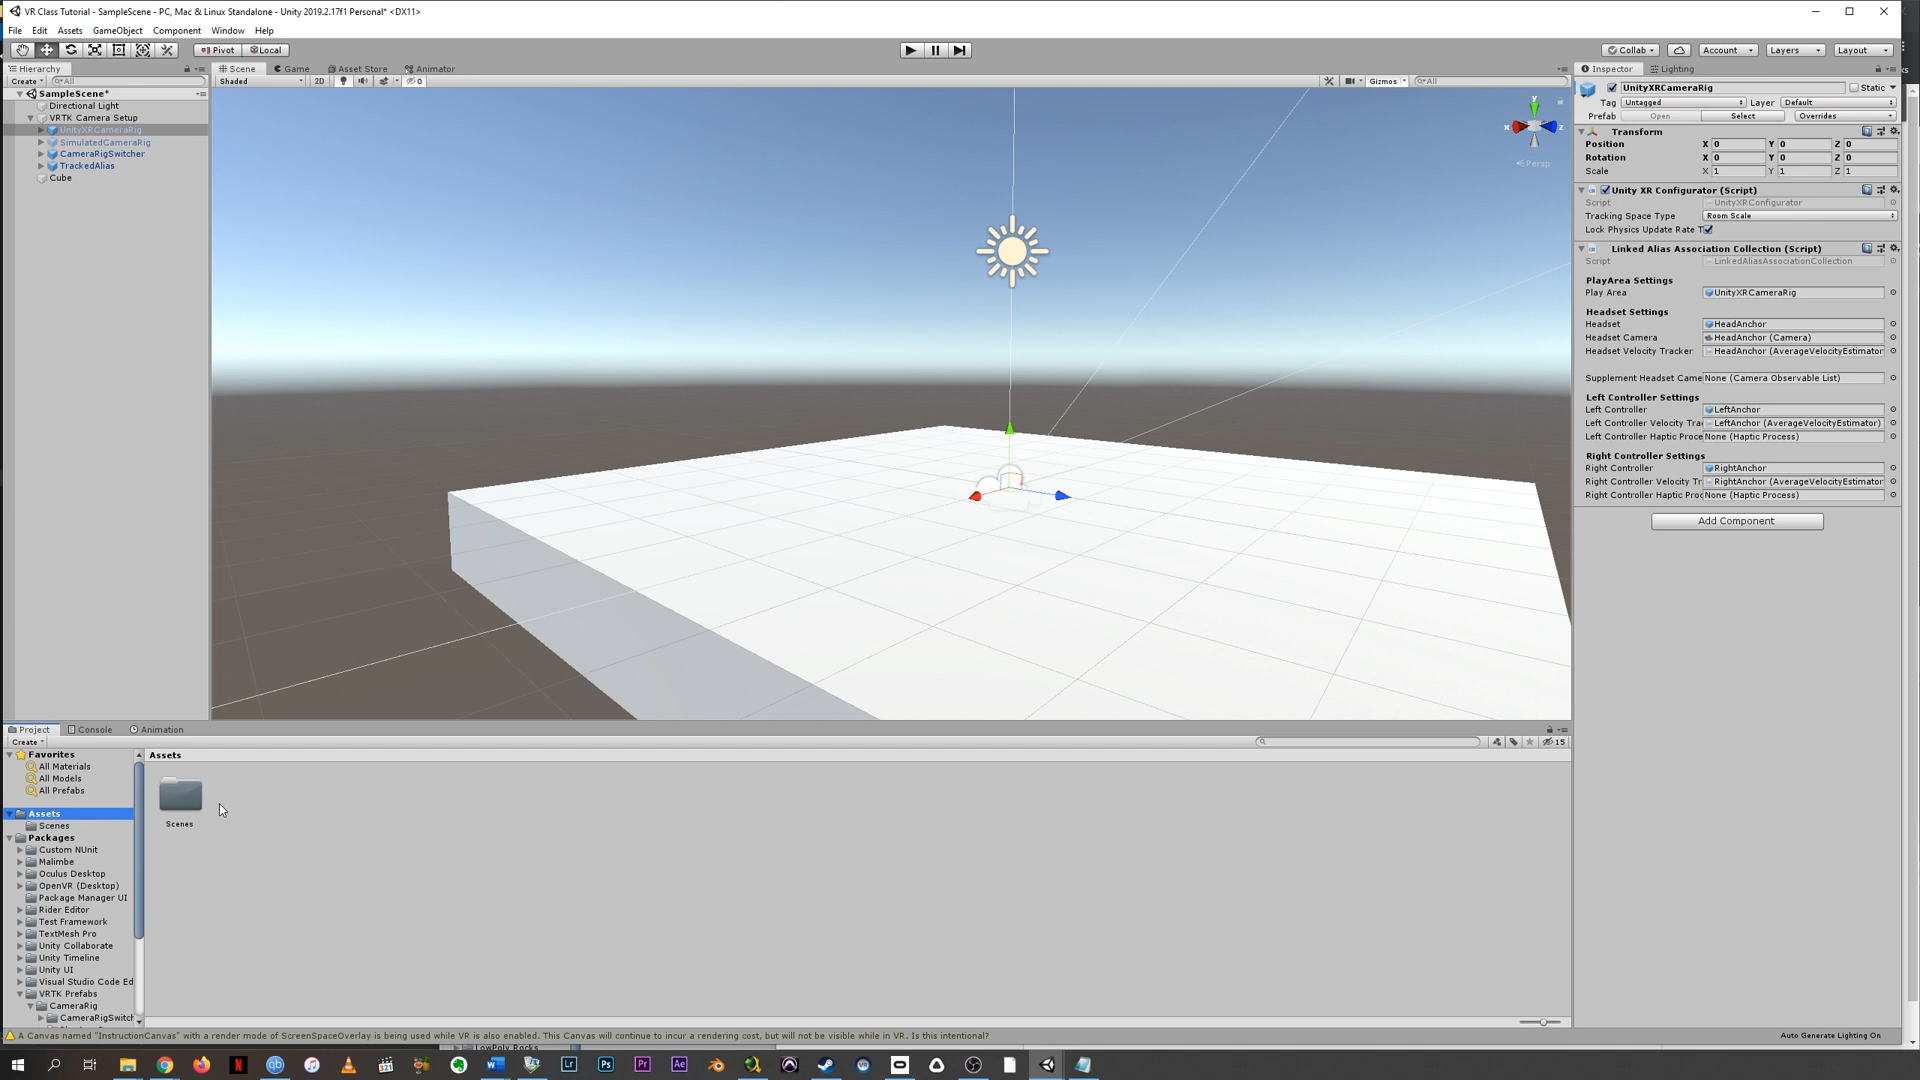 VR Class Tutorial - SampleScene - PC, Mac & Linux Standalone - Unity 2019.2.17f1 Personal* <DX11>
File Edit Assets GameObject Component Window Help
Pivot Local
Collab Account Layers Layout
Hierarchy
Create All
SampleScene*
Directional Light
VRTK Camera Setup
UnityXRCameraRig
SimulatedCameraRig
CameraRigSwitcher
TrackedAlias
Cube
Scene Game Asset Store Animator
Shaded 2D 0 Gizmos All
y
x z
Persp
Inspector Lighting
UnityXRCameraRig Static
Tag Untagged Layer Default
Prefab Open Select Overrides
Transform
Position X 0 Y 0 Z 0
Rotation X 0 Y 0 Z 0
Scale X 1 Y 1 Z 1
Unity XR Configurator (Script)
Script UnityXRConfigurator
Tracking Space Type Room Scale
Lock Physics Update Rate T
Linked Alias Association Collection (Script)
Script LinkedAliasAssociationCollection
PlayArea Settings
Play Area UnityXRCameraRig
Headset Settings
Headset HeadAnchor
Headset Camera HeadAnchor (Camera)
Headset Velocity Tracker HeadAnchor (AverageVelocityEstimator
Supplement Headset Came None (Camera Observable List)
Left Controller Settings
Left Controller LeftAnchor
Left Controller Velocity Tra LeftAnchor (AverageVelocityEstimator)
Left Controller Haptic Proce None (Haptic Process)
Right Controller Settings
Right Controller RightAnchor
Right Controller Velocity Tr RightAnchor (AverageVelocityEstimator
Right Controller Haptic Proc None (Haptic Process)
Add Component
Project Console Animation
Create 15
Favorites
All Materials
All Models
All Prefabs
Assets
Scenes
Packages
Custom NUnit
Malimbe
Oculus Desktop
OpenVR (Desktop)
Package Manager UI
Rider Editor
Test Framework
TextMesh Pro
Unity Collaborate
Unity Timeline
Unity UI
Visual Studio Code Ed
VRTK Prefabs
CameraRig
CameraRigSwitch
Assets
Scenes
A Canvas named "InstructionCanvas" with a render mode of ScreenSpaceOverlay is being used while VR is also enabled. This Canvas will continue to incur a rendering cost, but will not be visible while in VR. Is this intentional?
Auto Generate Lighting On
LowPoly Rocks
N qb 321 W Lr Ps Pr Ae